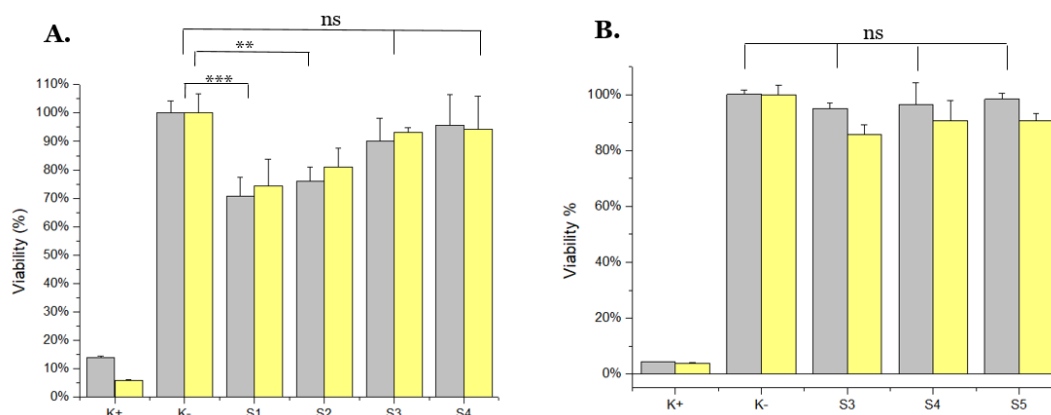 A.
ns
**
***
110%
100%
90%
80%
70%
60%
50%
40%
30%
20%
10%
0%
Viability (%)
K+ K- S1 S2 S3 S4
B.
ns
100%
80%
60%
40%
20%
0%
Viability %
K+ K- S3 S4 S5